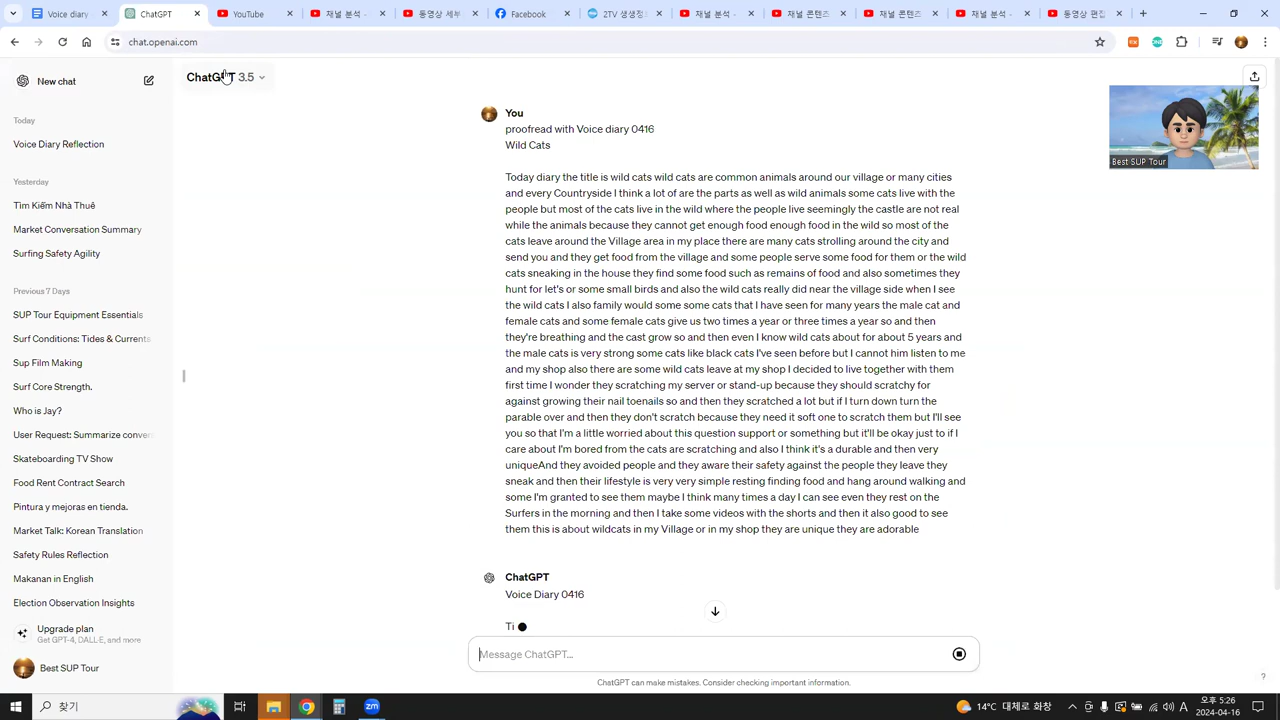 Voice diary
ChatGPT
YouTube
채널 분석 -
동영상 세부
Facebook
2TV 생생정
채널 분석 -
채널 콘텐츠
채널 콘텐츠
채널 분석 -
동영상 편집
chat.openai.com
New chat
Today
Voice Diary Reflection
Yesterday
Tìm Kiếm Nhà Thuê
Market Conversation Summary
Surfing Safety Agility
Previous 7 Days
SUP Tour Equipment Essentials
Surf Conditions: Tides & Currents
Sup Film Making
Surf Core Strength.
Who is Jay?
User Request: Summarize conver
Skateboarding TV Show
Food Rent Contract Search
Pintura y mejoras en tienda.
Market Talk: Korean Translation
Safety Rules Reflection
Makanan in English
Election Observation Insights
Upgrade plan
Get GPT-4, DALL·E, and more
Best SUP Tour
ChatGPT 3.5
You
proofread with Voice diary 0416
Wild Cats
Today diary the title is wild cats wild cats are common animals around our village or many cities
and every Countryside I think a lot of are the parts as well as wild animals some cats live with the
people but most of the cats live in the wild where the people live seemingly the castle are not real
while the animals because they cannot get enough food enough food in the wild so most of the
cats leave around the Village area in my place there are many cats strolling around the city and
send you and they get food from the village and some people serve some food for them or the wild
cats sneaking in the house they find some food such as remains of food and also sometimes they
hunt for let's or some small birds and also the wild cats really did near the village side when I see
the wild cats I also family would some some cats that I have seen for many years the male cat and
female cats and some female cats give us two times a year or three times a year so and then
they're breathing and the cast grow so and then even I know wild cats about for about 5 years and
the male cats is very strong some cats like black cats I've seen before but I cannot him listen to me
and my shop also there are some wild cats leave at my shop I decided to live together with them
first time I wonder they scratching my server or stand-up because they should scratchy for
against growing their nail toenails so and then they scratched a lot but if I turn down turn the
parable over and then they don't scratch because they need it soft one to scratch them but I'll see
you so that I'm a little worried about this question support or something but it'll be okay just to if I
care about I'm bored from the cats are scratching and also I think it's a durable and then very
uniqueAnd they avoided people and they aware their safety against the people they leave they
sneak and then their lifestyle is very very simple resting finding food and hang around walking and
some I'm granted to see them maybe I think many times a day I can see even they rest on the
Surfers in the morning and then I take some videos with the shorts and then it also good to see
them this is about wildcats in my Village or in my shop they are unique they are adorable
ChatGPT
Voice Diary 0416
Ti
Message ChatGPT...
ChatGPT can make mistakes. Consider checking important information.
?
Best SUP Tour
찾기
zm
14°C 대체로 화창
A
오후 5:26
2024-04-16